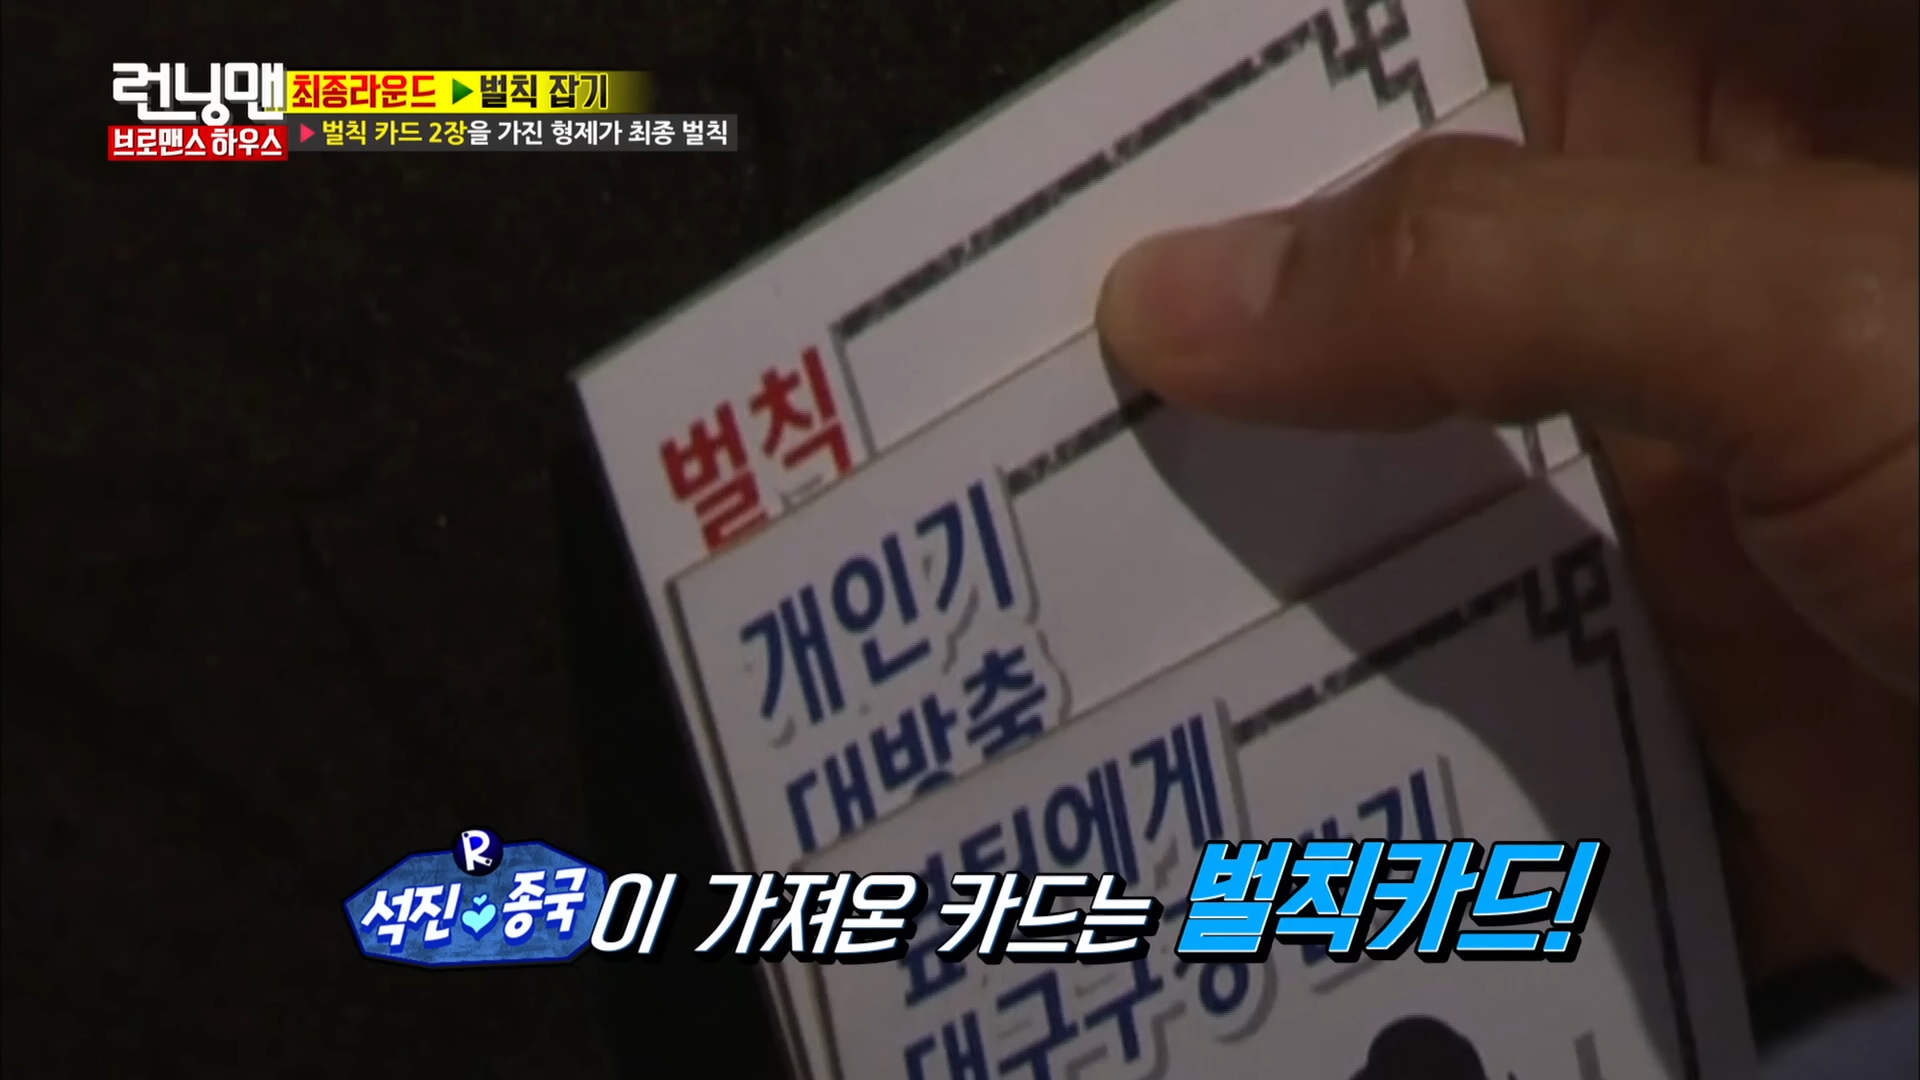 런닝맨 최종라운드 ▶ 벌칙 잡기
브로맨스 하우스 ▶ 벌칙 카드 2장을 가진 형제가 최종 벌칙
벌칙
개인기
대방출
에게
R
석진 종국이 가져온 카드는 벌칙카드!